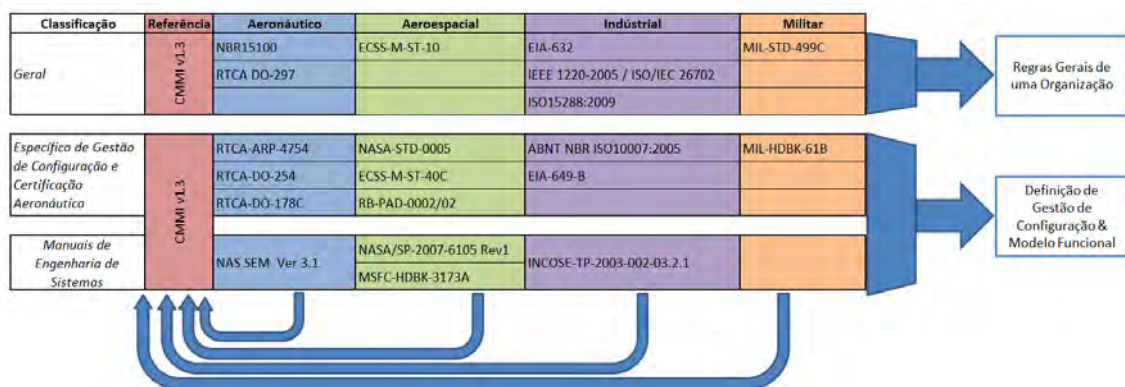 Classificação Referência Aeronáutico Aeroespacial Indústrial Militar
Geral
CMMI v1.3
NBR15100 ECSS-M-ST-10 EIA-632 MIL-STD-499C
RTCA DO-297 IEEE 1220-2005 / ISO/IEC 26702
ISO15288:2009
Regras Gerais de
uma Organização
Específico de Gestão
de Configuração e
Certificação
Aeronáutico
CMMI v1.3
RTCA-ARP-4754 NASA-STD-0005 ABNT NBR ISO10007:2005 MIL-HDBK-61B
RTCA-DO-254 ECSS-M-ST-40C EIA-649-B
RTCA-DO-178C RB-PAD-0002/02
Definição de
Gestão de
Configuração &
Modelo Funcional
Manuais de
Engenharia de
Sistemas
NAS SEM Ver 3.1
NASA/SP-2007-6105 Rev1
MSFC-HDBK-3173A
INCOSE-TP-2003-002-03.2.1